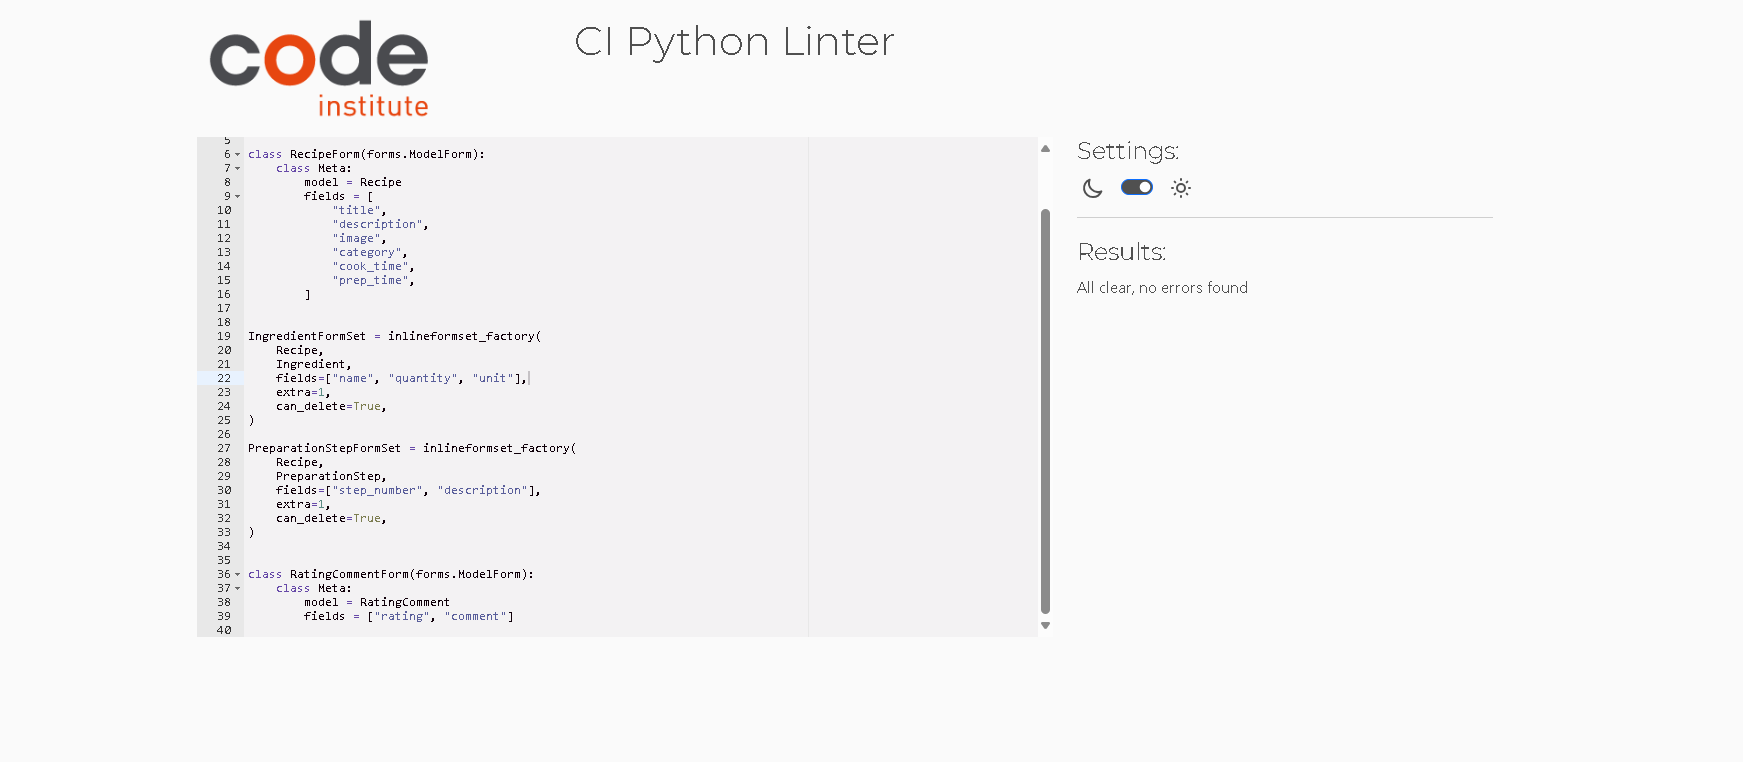 code
institute
CI Python Linter
5
6 class RecipeForm(forms.ModelForm):
7     class Meta:
8         model = Recipe
9         fields = [
10             "title",
11             "description",
12             "image",
13             "category",
14             "cook_time",
15             "prep_time",
16         ]
17
18
19 IngredientFormSet = inlineformset_factory(
20     Recipe,
21     Ingredient,
22     fields=["name", "quantity", "unit"],
23     extra=1,
24     can_delete=True,
25 )
26
27 PreparationStepFormSet = inlineformset_factory(
28     Recipe,
29     PreparationStep,
30     fields=["step_number", "description"],
31     extra=1,
32     can_delete=True,
33 )
34
35
36 class RatingCommentForm(forms.ModelForm):
37     class Meta:
38         model = RatingComment
39         fields = ["rating", "comment"]
40
Settings:
Results:
All clear, no errors found